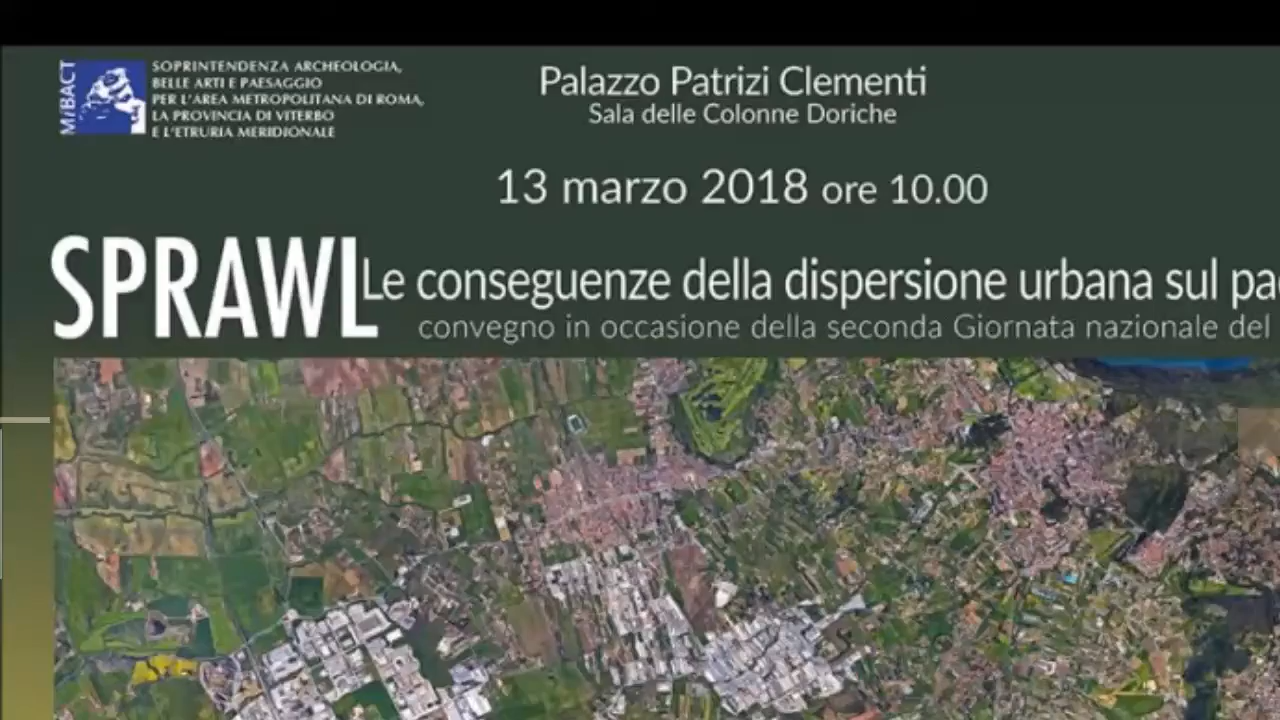 MiBACT
SOPRINTENDENZA ARCHEOLOGIA,
BELLE ARTI E PAESAGGIO
PER L'AREA METROPOLITANA DI ROMA,
LA PROVINCIA DI VITERBO
E L'ETRURIA MERIDIONALE
Palazzo Patrizi Clementi
Sala delle Colonne Doriche
13 marzo 2018 ore 10.00
SPRAWL Le conseguenze della dispersione urbana sul
convegno in occasione della seconda Giornata nazionale del